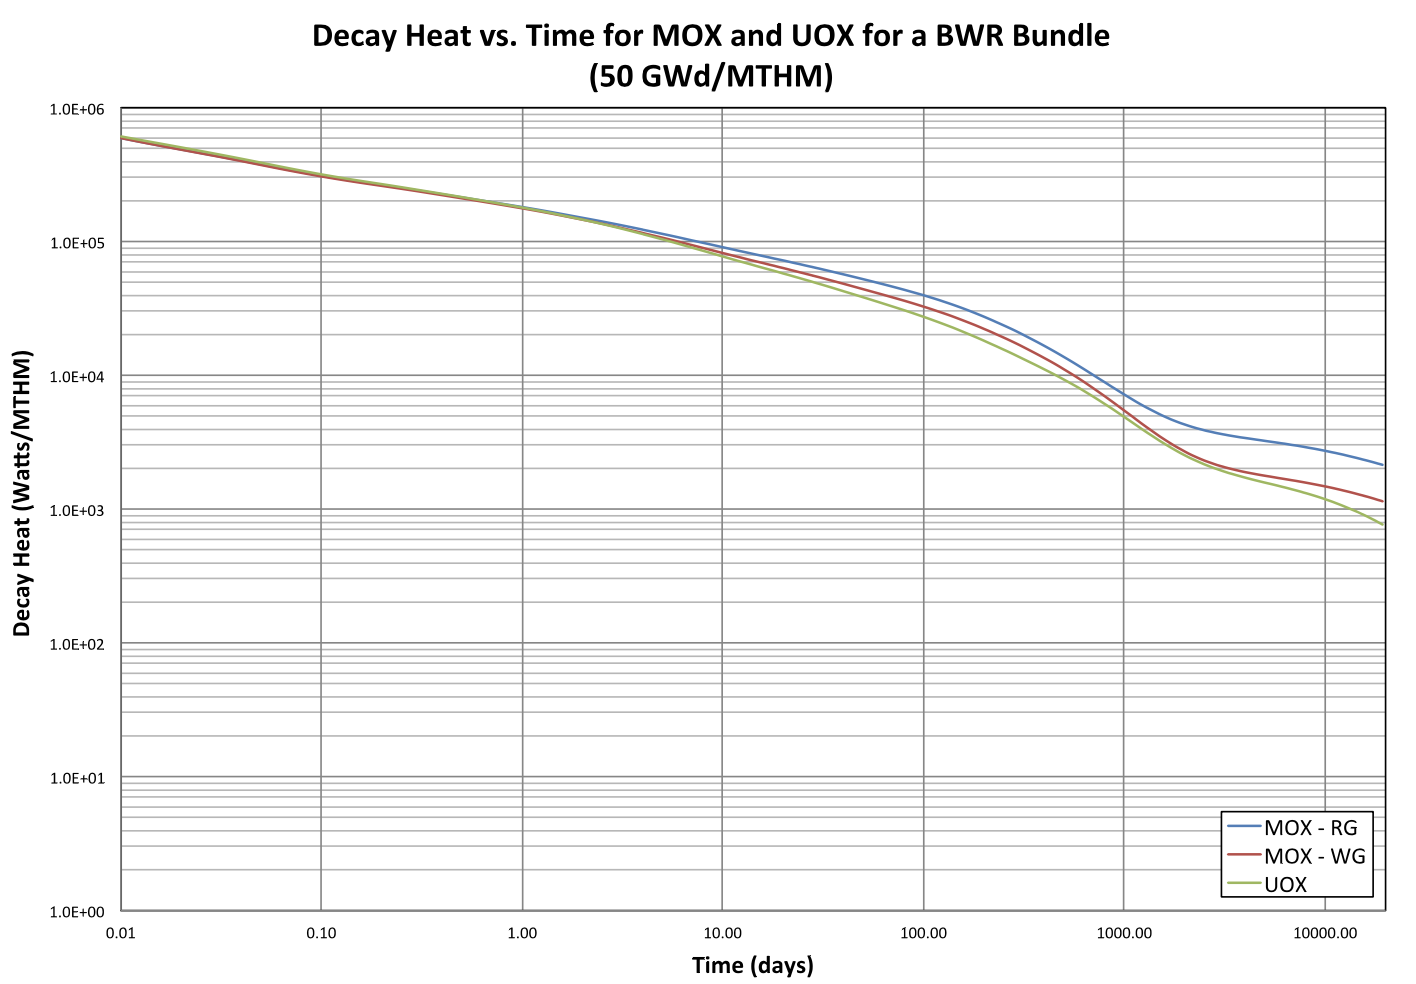 Decay Heat vs. Time for MOX and UOX for a BWR Bundle
(50 GWd/MTHM)
Decay Heat (Watts/MTHM)
1.0E+06
1.0E+05
1.0E+04
1.0E+03
1.0E+02
1.0E+01
1.0E+00
MOX - RG
MOX - WG
UOX
0.01 0.10 1.00 10.00 100.00 1000.00 10000.00
Time (days)